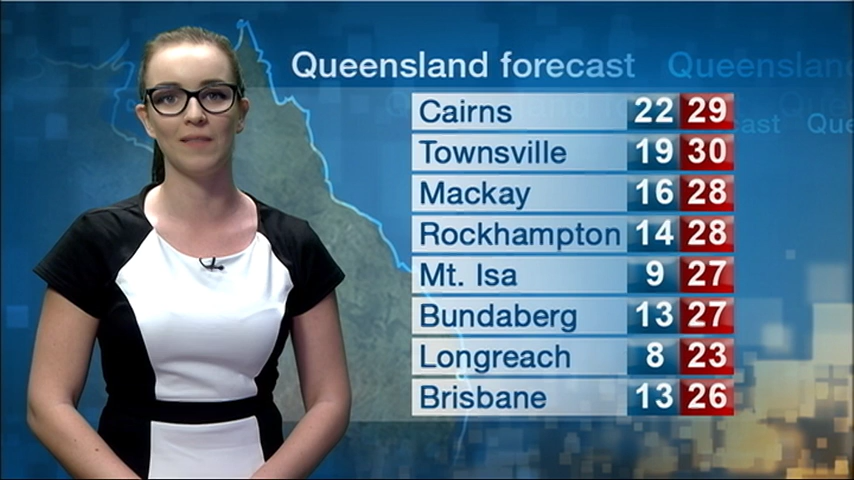 Queensland forecast
Queensland
Cairns 22 29
Townsville 19 30
Mackay 16 28
Rockhampton 14 28
Mt. Isa 9 27
Bundaberg 13 27
Longreach 8 23
Brisbane 13 26